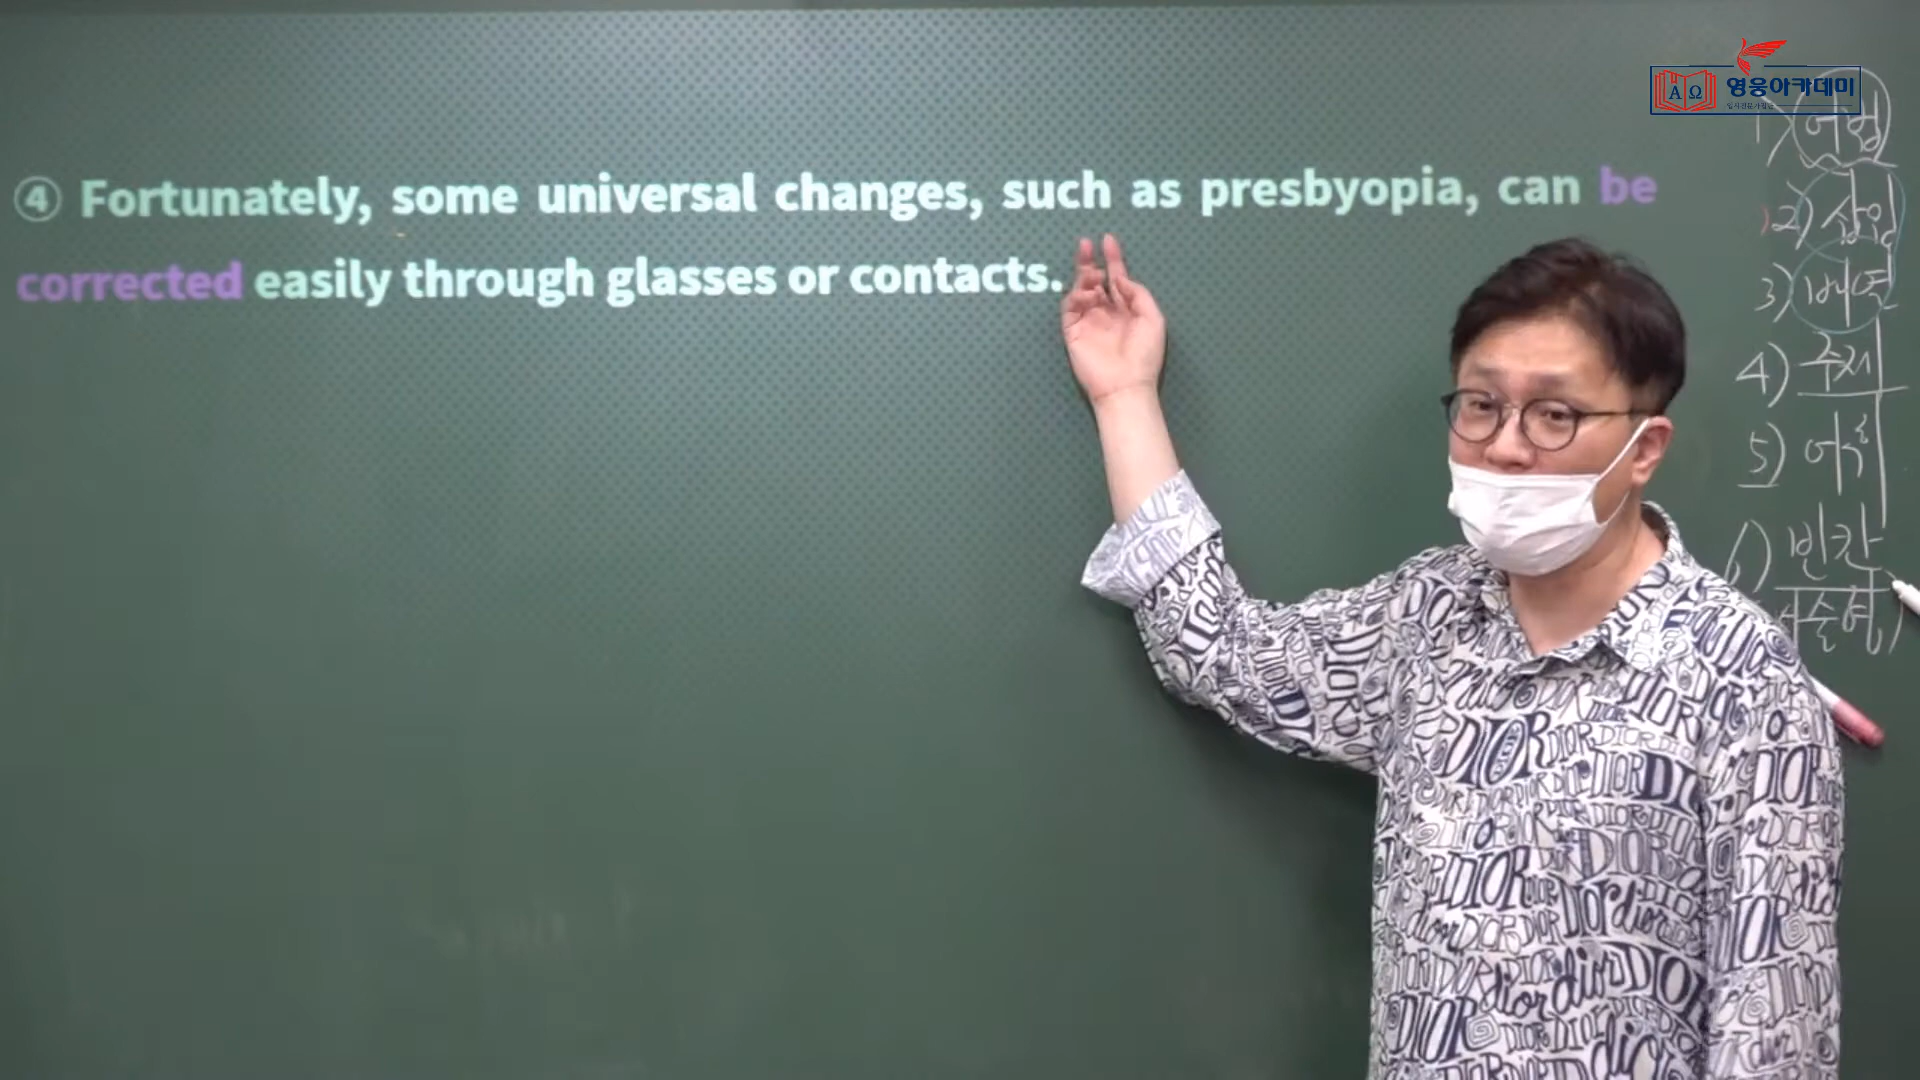 영웅아카데미
④ Fortunately, some universal changes, such as presbyopia, can be
corrected easily through glasses or contacts.
1) 어법
2) 삽입
3) 배열
4) 주제
5) 어휘
6) 빈칸
DIOR